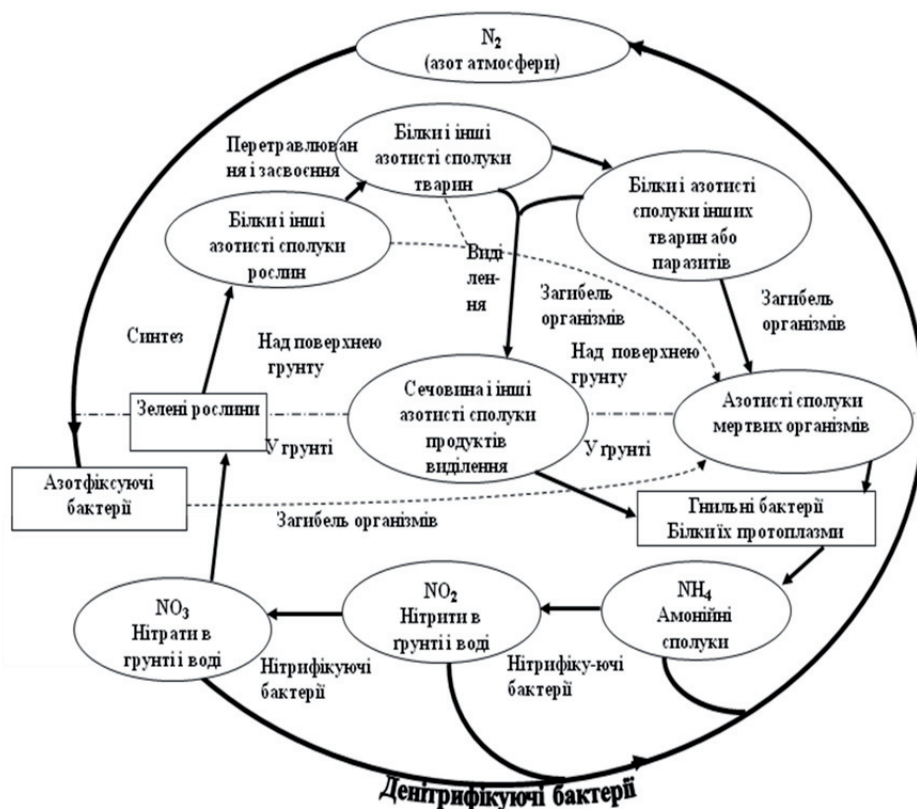 N₂
(азот атмосфери)
Перетравлюван
ня і засвоєння
Білки і інші
азотисті сполуки
тварин
Білки і азотисті
сполуки інших
тварин або
паразитів
Білки і інші
азотисті сполуки
рослин
Виді
лен-
ня
Загибель
організмів
Загибель
організмів
Синтез
Над поверхнею
грунту
Над поверхнею
грунту
Зелені рослини
Сечовина і інші
азотисті сполуки
продуктів
виділення
Азотисті сполуки
мертвих організмів
У грунті
У ґрунті
Азотфіксуючі
бактерії
Загибель організмів
Гнильні бактерії
Білки їх протоплазми
NO₃
Нітрати в
грунті і воді
NO₂
Нітрити в
ґрунті і воді
NH₄
Амонійні
сполуки
Нітрифікуючі
бактерії
Нітрифіку-ючі
бактерії
Денітрифікуючі бактерії